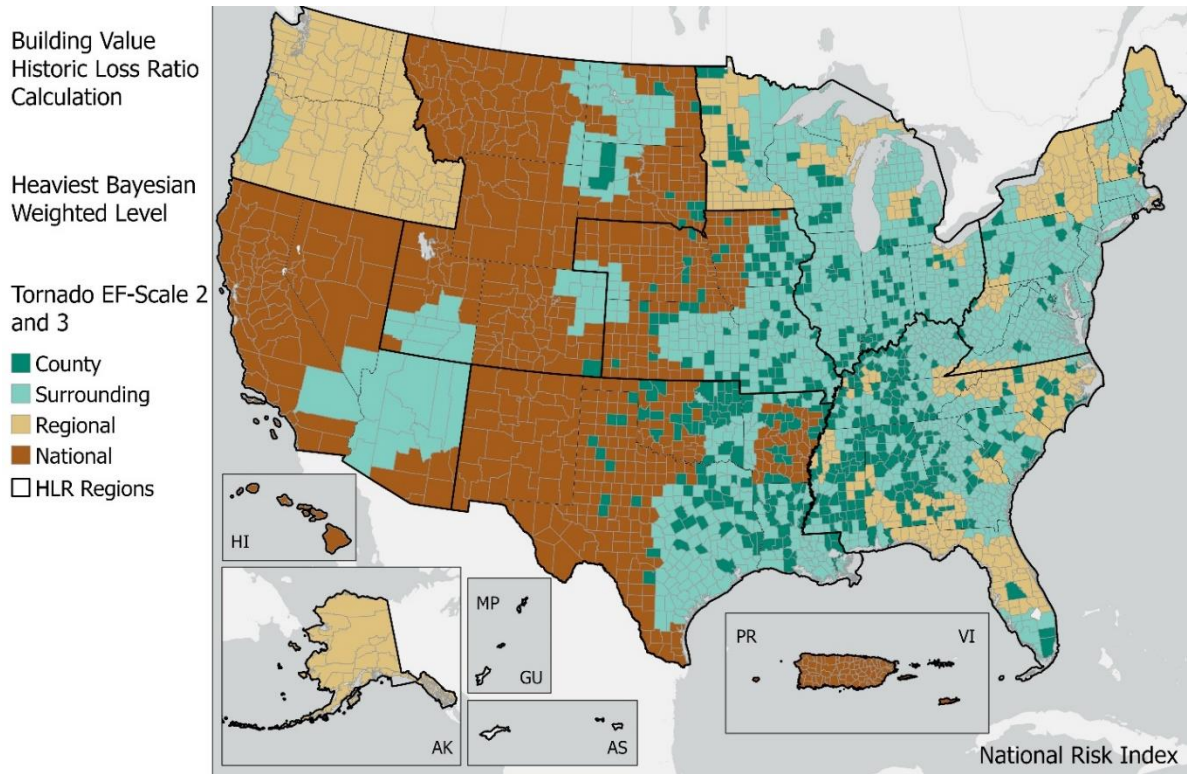 Building Value
Historic Loss Ratio
Calculation
Heaviest Bayesian
Weighted Level
Tornado EF-Scale 2
and 3
County
Surrounding
Regional
National
HLR Regions
HI
AK
MP
GU
AS
PR
VI
National Risk Index